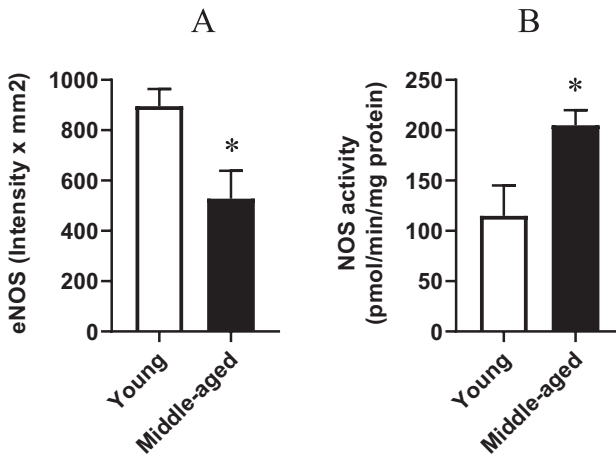 A
eNOS (Intensity x mm2)
1000
800
600
400
200
0
*
Young
Middle-aged
B
NOS activity
(pmol/min/mg protein)
250
200
150
100
50
0
*
Young
Middle-aged